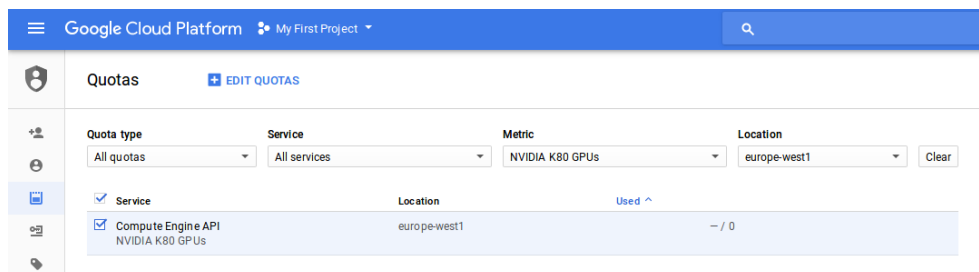 Google Cloud Platform My First Project
Quotas EDIT QUOTAS
Quota type Service Metric Location
All quotas All services NVIDIA K80 GPUs europe-west1 Clear
Service Location Used
Compute Engine API europe-west1 — / 0
NVIDIA K80 GPUs